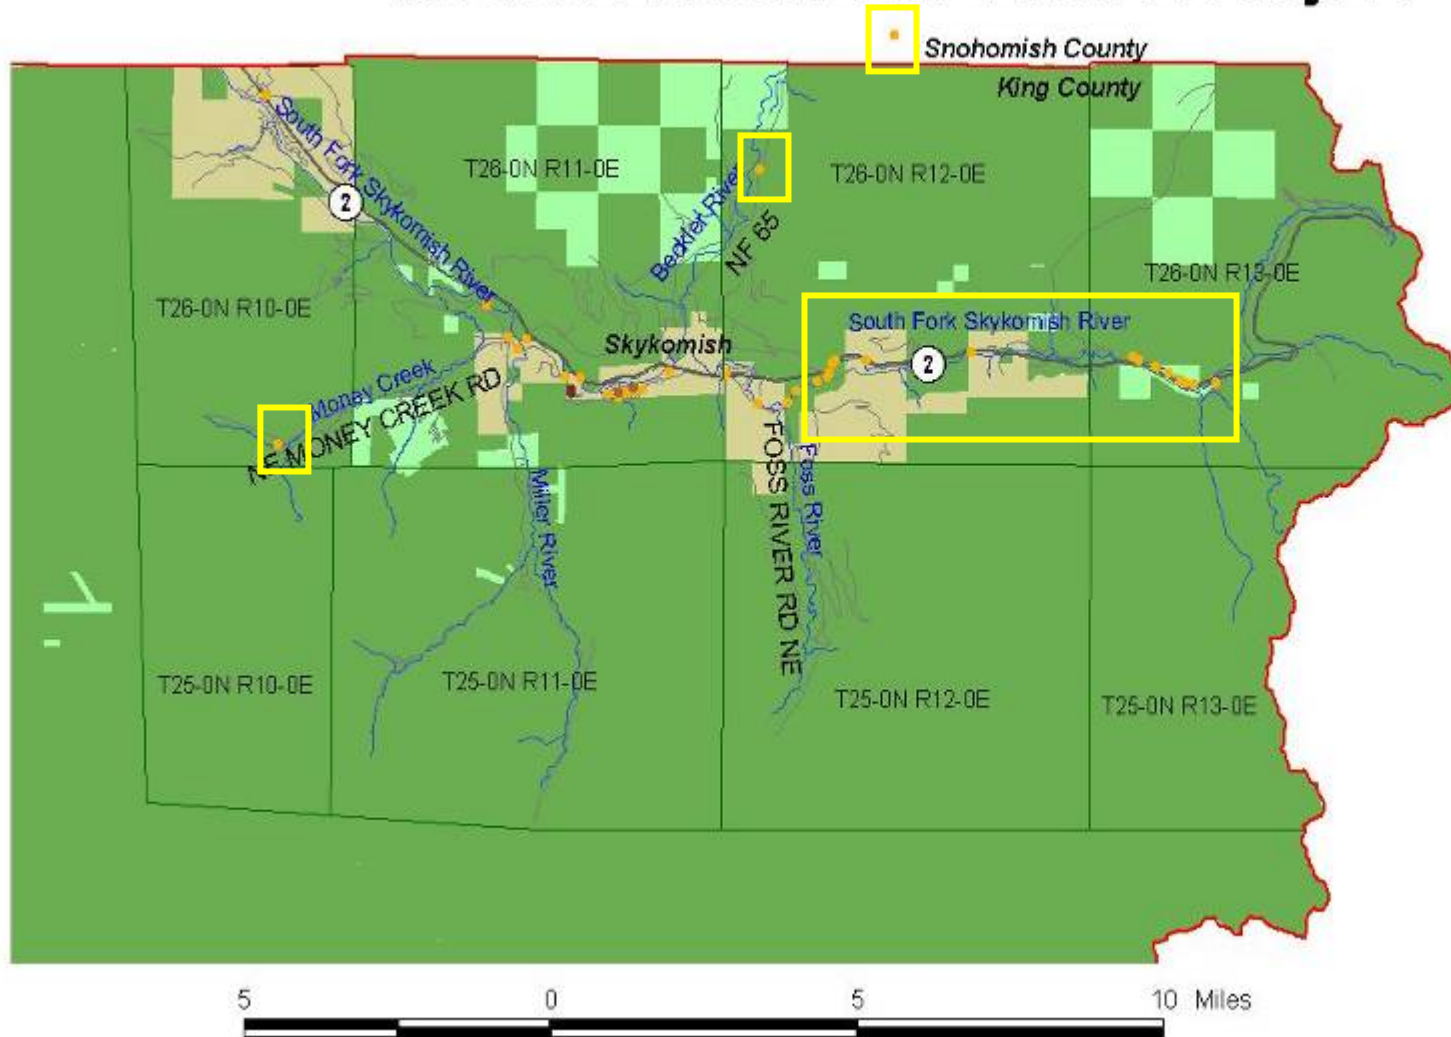 Snohomish County
King County
South Fork Skykomish River
T26-0N R11-0E
T26-0N R12-0E
2
Beckler River
NF 65
T26-0N R13-0E
T26-0N R10-0E
South Fork Skykomish River
Skykomish
2
Money Creek
NF MONEY CREEK RD
Miller River
FOSS RIVER RD NE
Foss River
T25-0N R10-0E
T25-0N R11-0E
T25-0N R12-0E
T25-0N R13-0E
5 0 5 10 Miles